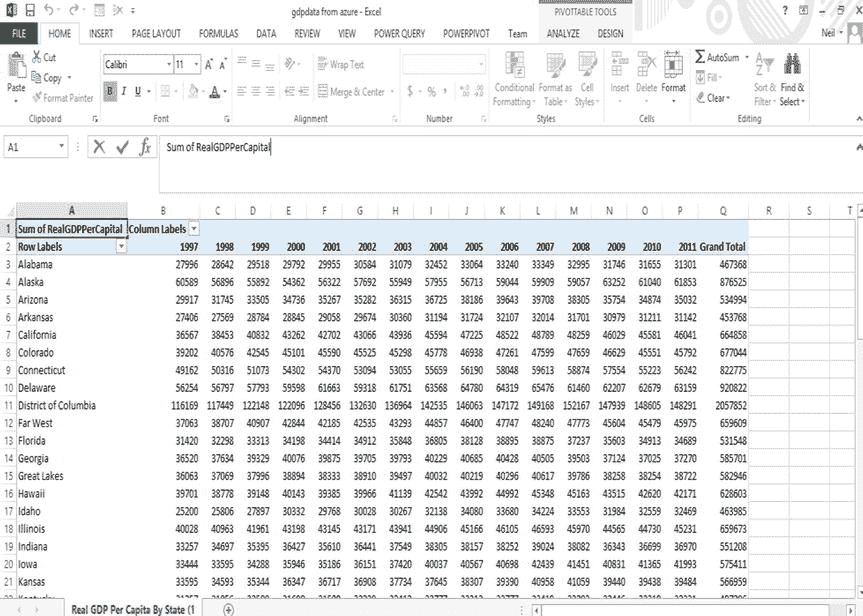 gdpdata from azure - Excel
PIVOTTABLE TOOLS
FILE HOME INSERT PAGE LAYOUT FORMULAS DATA REVIEW VIEW POWER QUERY POWERPIVOT Team ANALYZE DESIGN Neil
Cut
Copy
Format Painter
Paste
Calibri 11
Wrap Text
Merge & Center
Conditional Formatting
Format as Table
Cell Styles
Insert Delete Format
AutoSum
Fill
Clear
Sort & Filter
Find & Select
Clipboard Font Alignment Number Styles Cells Editing
A1 Sum of RealGDPPerCapital
A B C D E F G H I J K L M N O P Q R S T
1 Sum of RealGDPPerCapital Column Labels
2 Row Labels 1997 1998 1999 2000 2001 2002 2003 2004 2005 2006 2007 2008 2009 2010 2011 Grand Total
3 Alabama 27996 28642 29518 29792 29955 30584 31079 32452 33064 33240 33349 32995 31746 31655 31301 467368
4 Alaska 60589 56896 55892 54362 56322 57692 55949 57955 56713 59044 59909 59057 63252 61040 61853 876525
5 Arizona 29917 31745 33505 34736 35267 35282 36315 36725 38186 39643 39708 38305 35754 34874 35032 534994
6 Arkansas 27406 27569 28784 28845 29058 29674 30360 31194 31724 32107 32014 31701 30979 31211 31142 453768
7 California 36567 38453 40832 43262 42702 43066 43936 45594 47225 48522 48789 48259 46029 45581 46041 664858
8 Colorado 39202 40576 42545 45101 45590 45525 45298 45778 46938 47261 47599 47659 46629 45551 45792 677044
9 Connecticut 49162 50316 51073 54302 54370 53094 53055 55659 56190 58048 59613 58874 57554 55223 56242 822775
10 Delaware 56254 56797 57793 59598 61663 59318 61751 63568 64780 64319 65476 61460 62207 62679 63159 920822
11 District of Columbia 116169 117449 122148 122096 128456 132630 136964 142535 146063 147172 149168 152167 147939 148605 148291 2057852
12 Far West 37063 38707 40907 42844 42185 42535 43293 44857 46400 47747 48240 47773 45604 45479 45975 659609
13 Florida 31420 32298 33313 34198 34414 34912 35848 36805 38128 38895 38875 37237 35603 34913 34689 531548
14 Georgia 36520 37634 39329 40076 39875 39705 39793 40229 40685 40428 40505 39503 37124 37025 37270 585701
15 Great Lakes 36063 37069 37996 38894 38333 38910 39497 40032 40219 40296 40617 39786 38258 38254 38722 582946
16 Hawaii 39701 38778 39148 40143 39385 39966 41139 42542 43992 44992 45348 45163 43515 42620 42171 628603
17 Idaho 25200 25806 27897 30332 29768 30028 30267 32138 34080 33680 34224 33553 31984 32559 32469 463985
18 Illinois 40028 40963 41961 43198 43145 43171 43941 44906 45166 46105 46593 45970 44565 44730 45231 659673
19 Indiana 33257 34697 35395 36427 35610 36441 37549 38305 38157 38252 39024 38082 36343 36699 36970 551208
20 Iowa 33444 33595 34288 35946 35186 36151 37420 40037 40567 40698 42439 41451 40831 41365 41993 575411
21 Kansas 33595 34593 35344 36347 36717 36908 37734 37645 38307 39390 40958 41059 39440 39438 39484 566959
Real GDP Per Capita By State (1